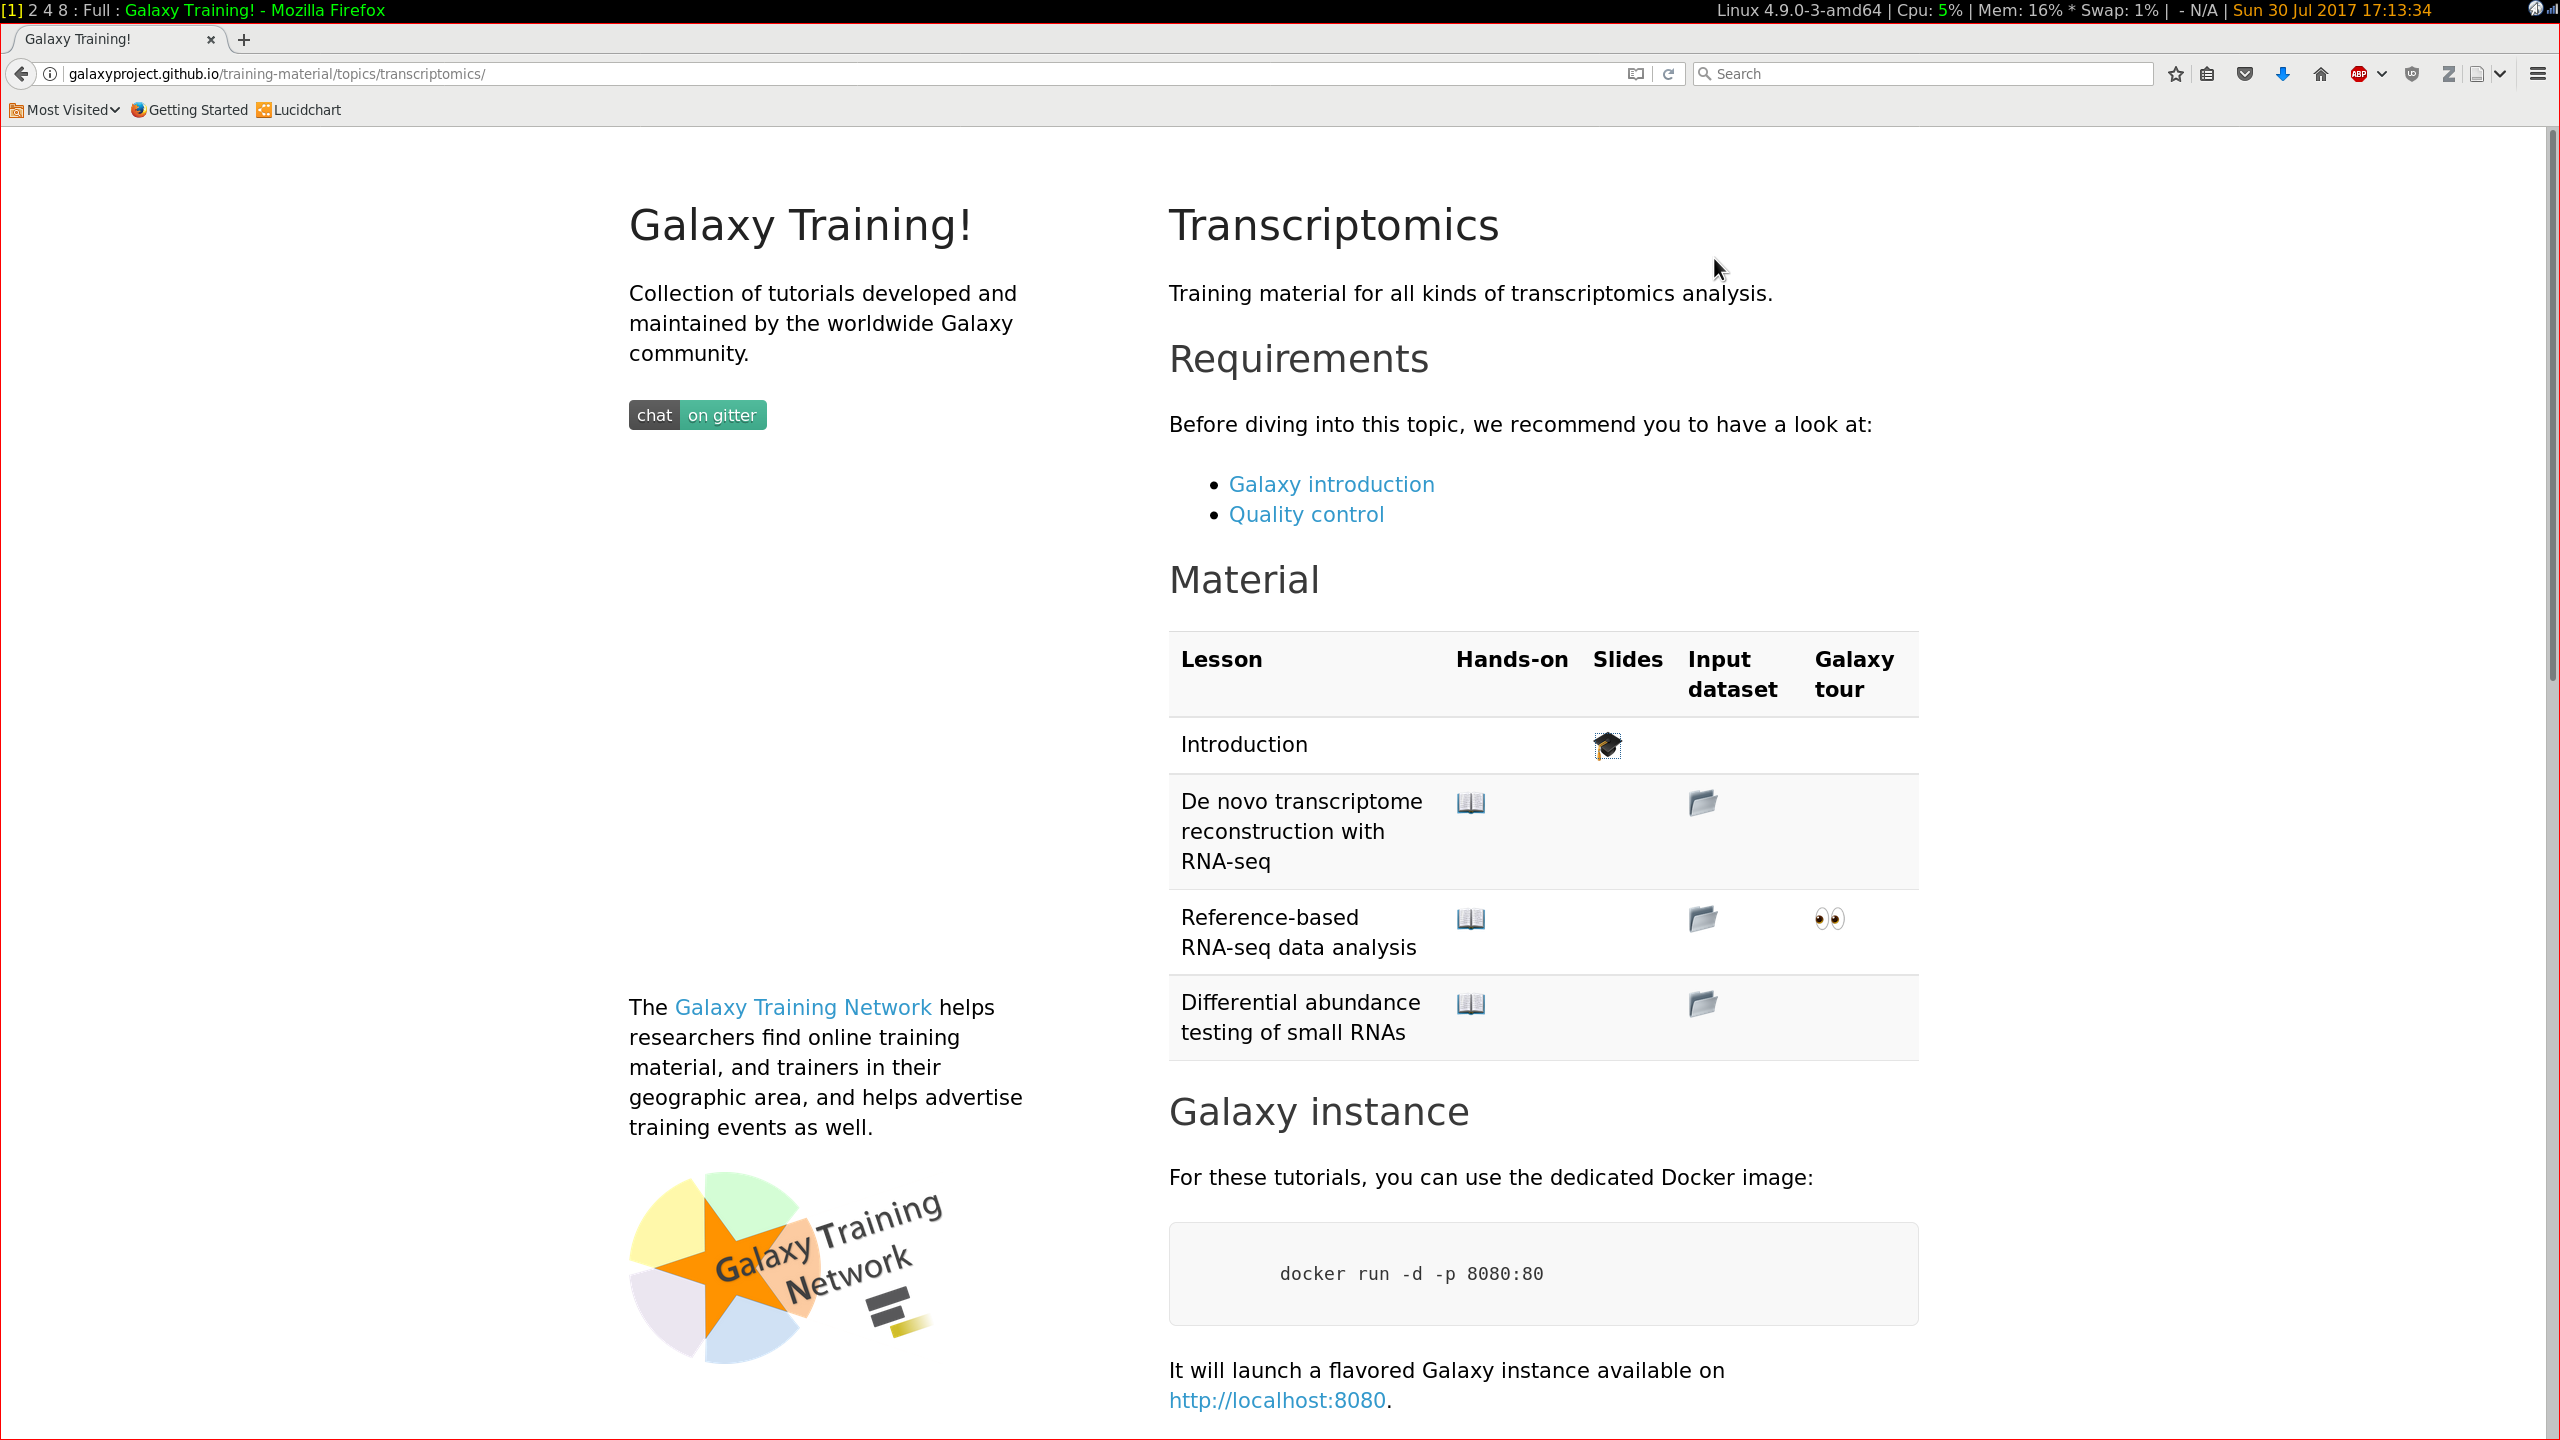 [1] 2 4 8 : Full : Galaxy Training! - Mozilla Firefox
Linux 4.9.0-3-amd64 | Cpu: 5% | Mem: 16% * Swap: 1% | - N/A | Sun 30 Jul 2017 17:13:34
Galaxy Training!
galaxyproject.github.io/training-material/topics/transcriptomics/
Search
ABP
Most Visited
Getting Started
Lucidchart
Galaxy Training!
Collection of tutorials developed and
maintained by the worldwide Galaxy
community.
chat on gitter
The Galaxy Training Network helps
researchers find online training
material, and trainers in their
geographic area, and helps advertise
training events as well.
Galaxy Training
Network
Transcriptomics
Training material for all kinds of transcriptomics analysis.
Requirements
Before diving into this topic, we recommend you to have a look at:
Galaxy introduction
Quality control
Material
Lesson Hands-on Slides Input dataset Galaxy tour
Introduction
De novo transcriptome
reconstruction with
RNA-seq
Reference-based
RNA-seq data analysis
Differential abundance
testing of small RNAs
Galaxy instance
For these tutorials, you can use the dedicated Docker image:
docker run -d -p 8080:80
It will launch a flavored Galaxy instance available on
http://localhost:8080.